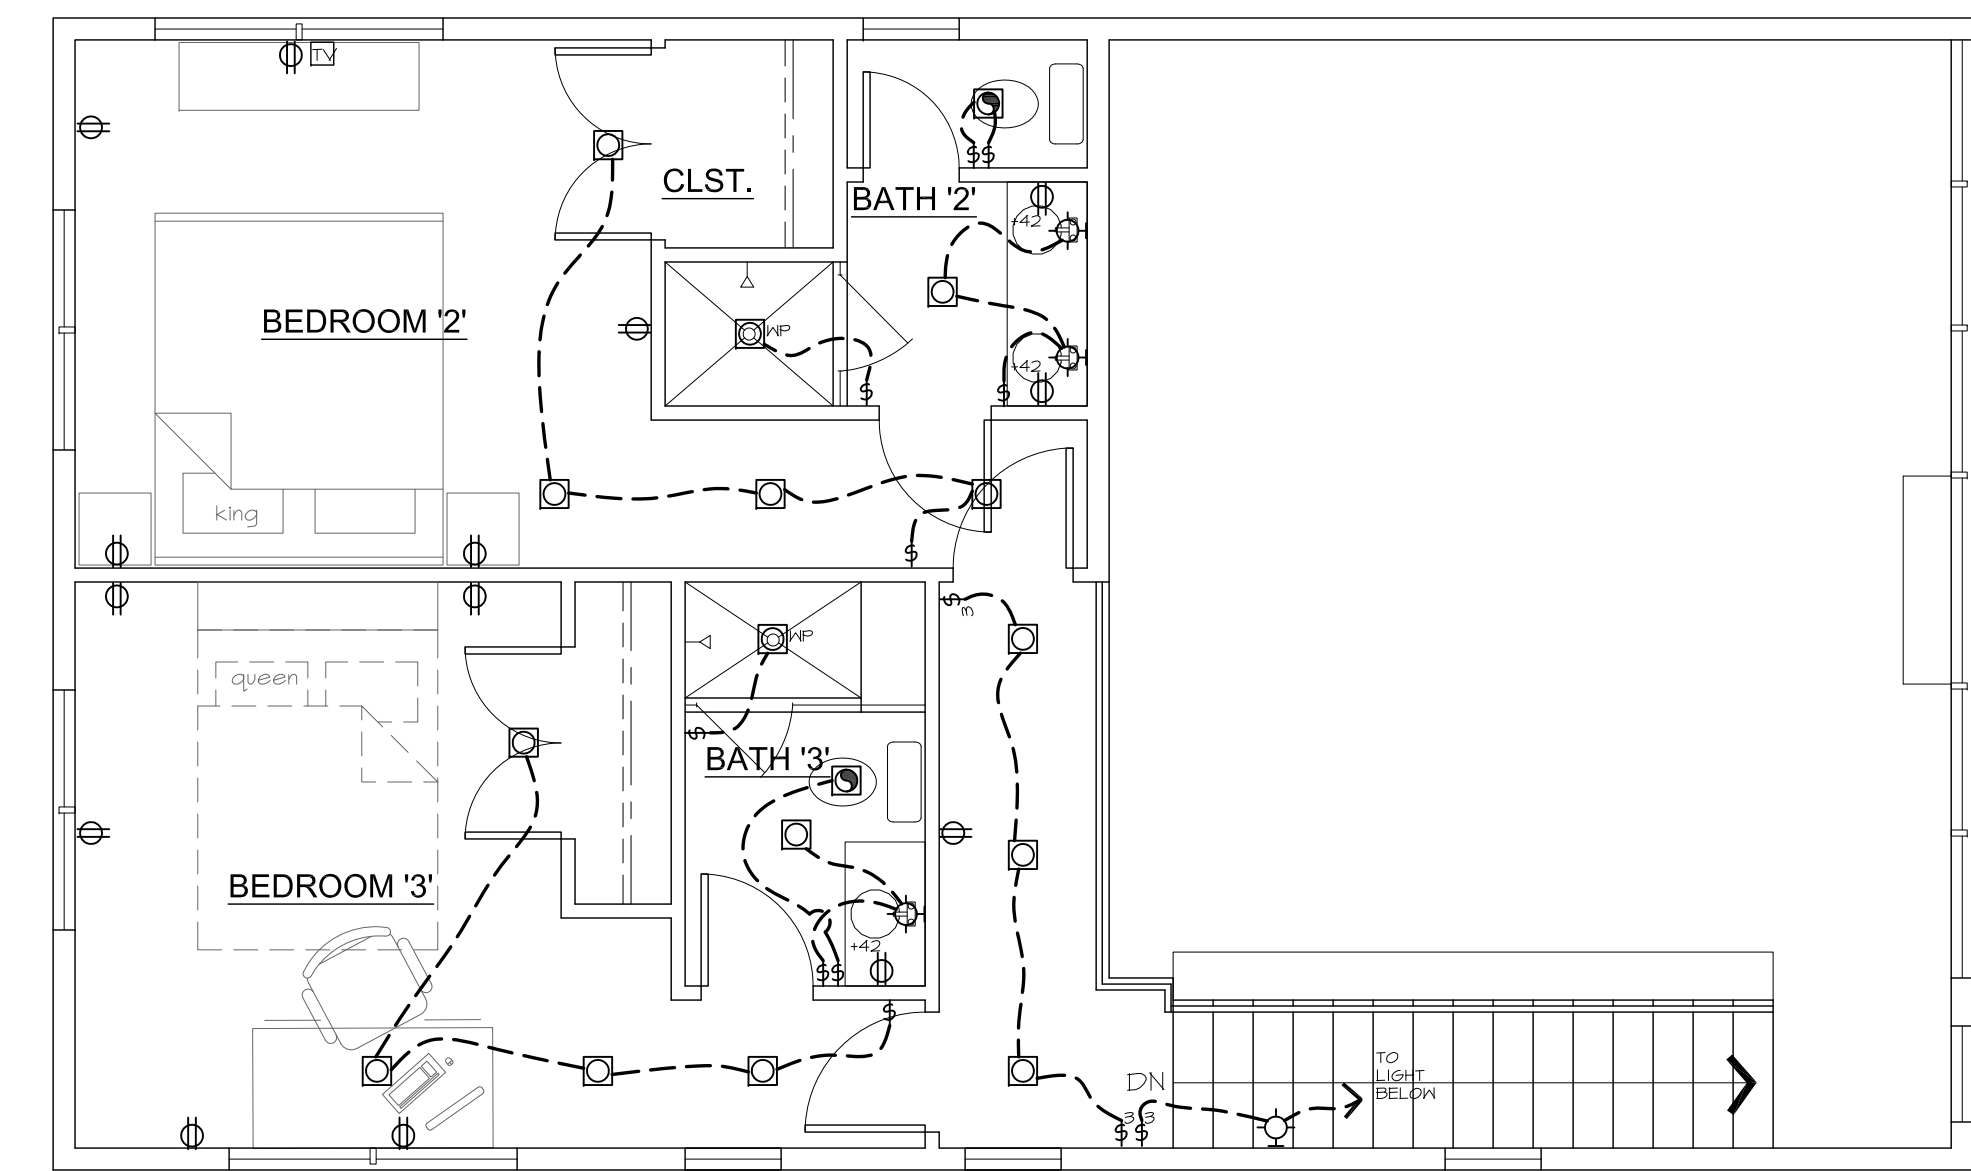 TV
CLST.
BATH '2'
+42
BEDROOM '2'
WP
+42
$$
$
$
king
$
$
3
WP
queen
$
BATH '3'
BEDROOM '3'
+42
$$
$
TO
LIGHT
BELOW
DN
3 3
$$